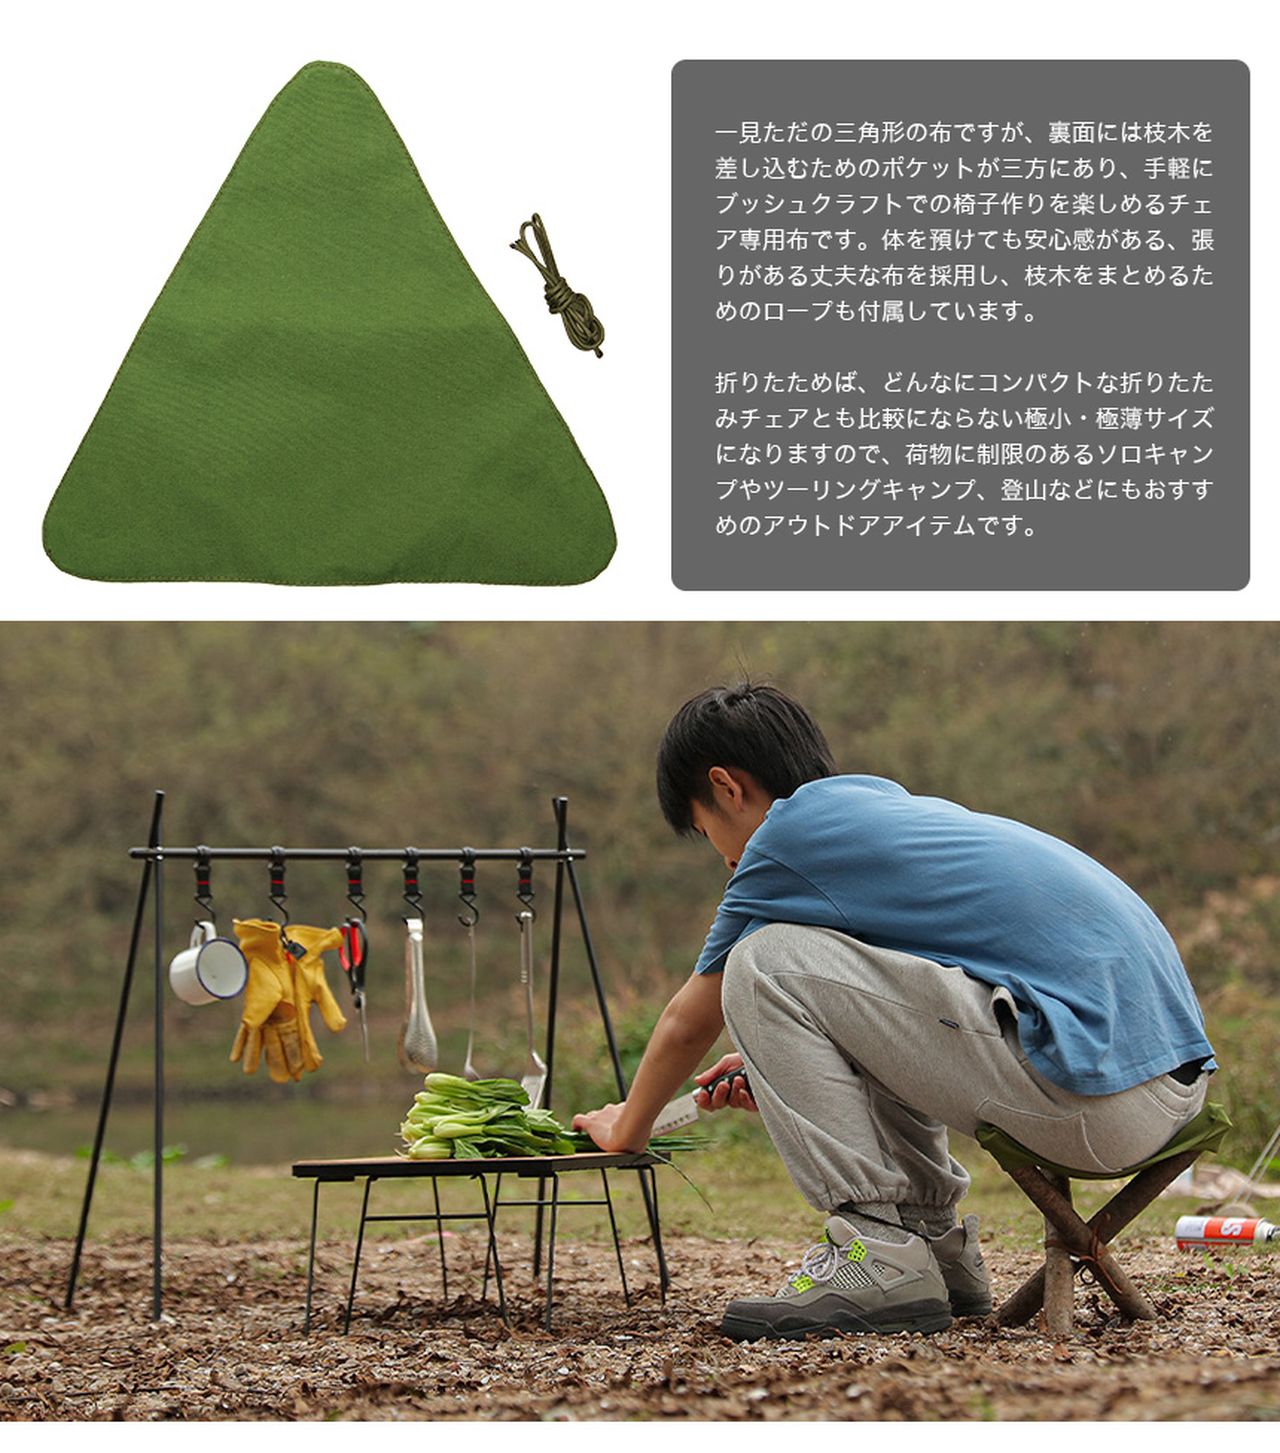 一見ただの三角形の布ですが、裏面には枝木を
差し込むためのポケットが三方にあり、手軽に
ブッシュクラフトでの椅子作りを楽しめるチェ
ア専用布です。体を預けても安心感がある、張
りがある丈夫な布を採用し、枝木をまとめるた
めのロープも付属しています。
折りたためば、どんなにコンパクトな折りたた
みチェアとも比較にならない極小・極薄サイズ
になりますので、荷物に制限のあるソロキャン
プやツーリングキャンプ、登山などにもおすす
めのアウトドアアイテムです。